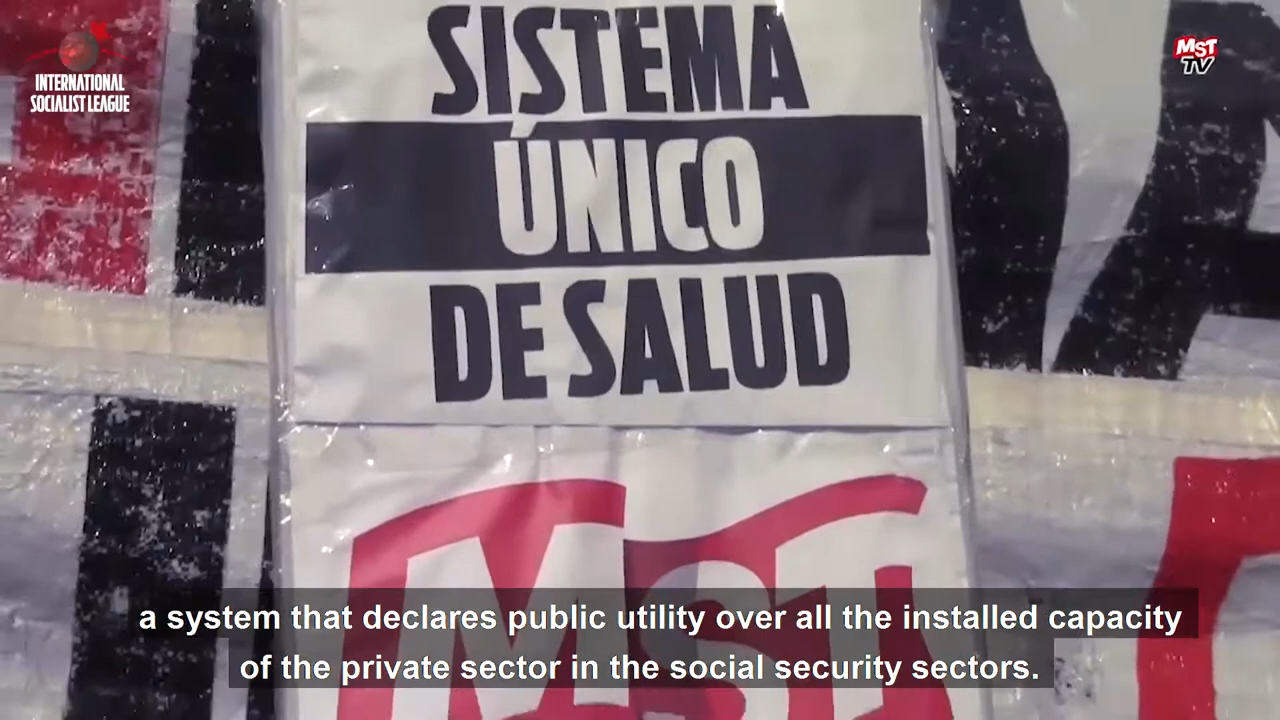 INTERNATIONAL
SOCIALIST LEAGUE
MST
TV
SISTEMA
ÚNICO
DE SALUD
MST
a system that declares public utility over all the installed capacity
of the private sector in the social security sectors.